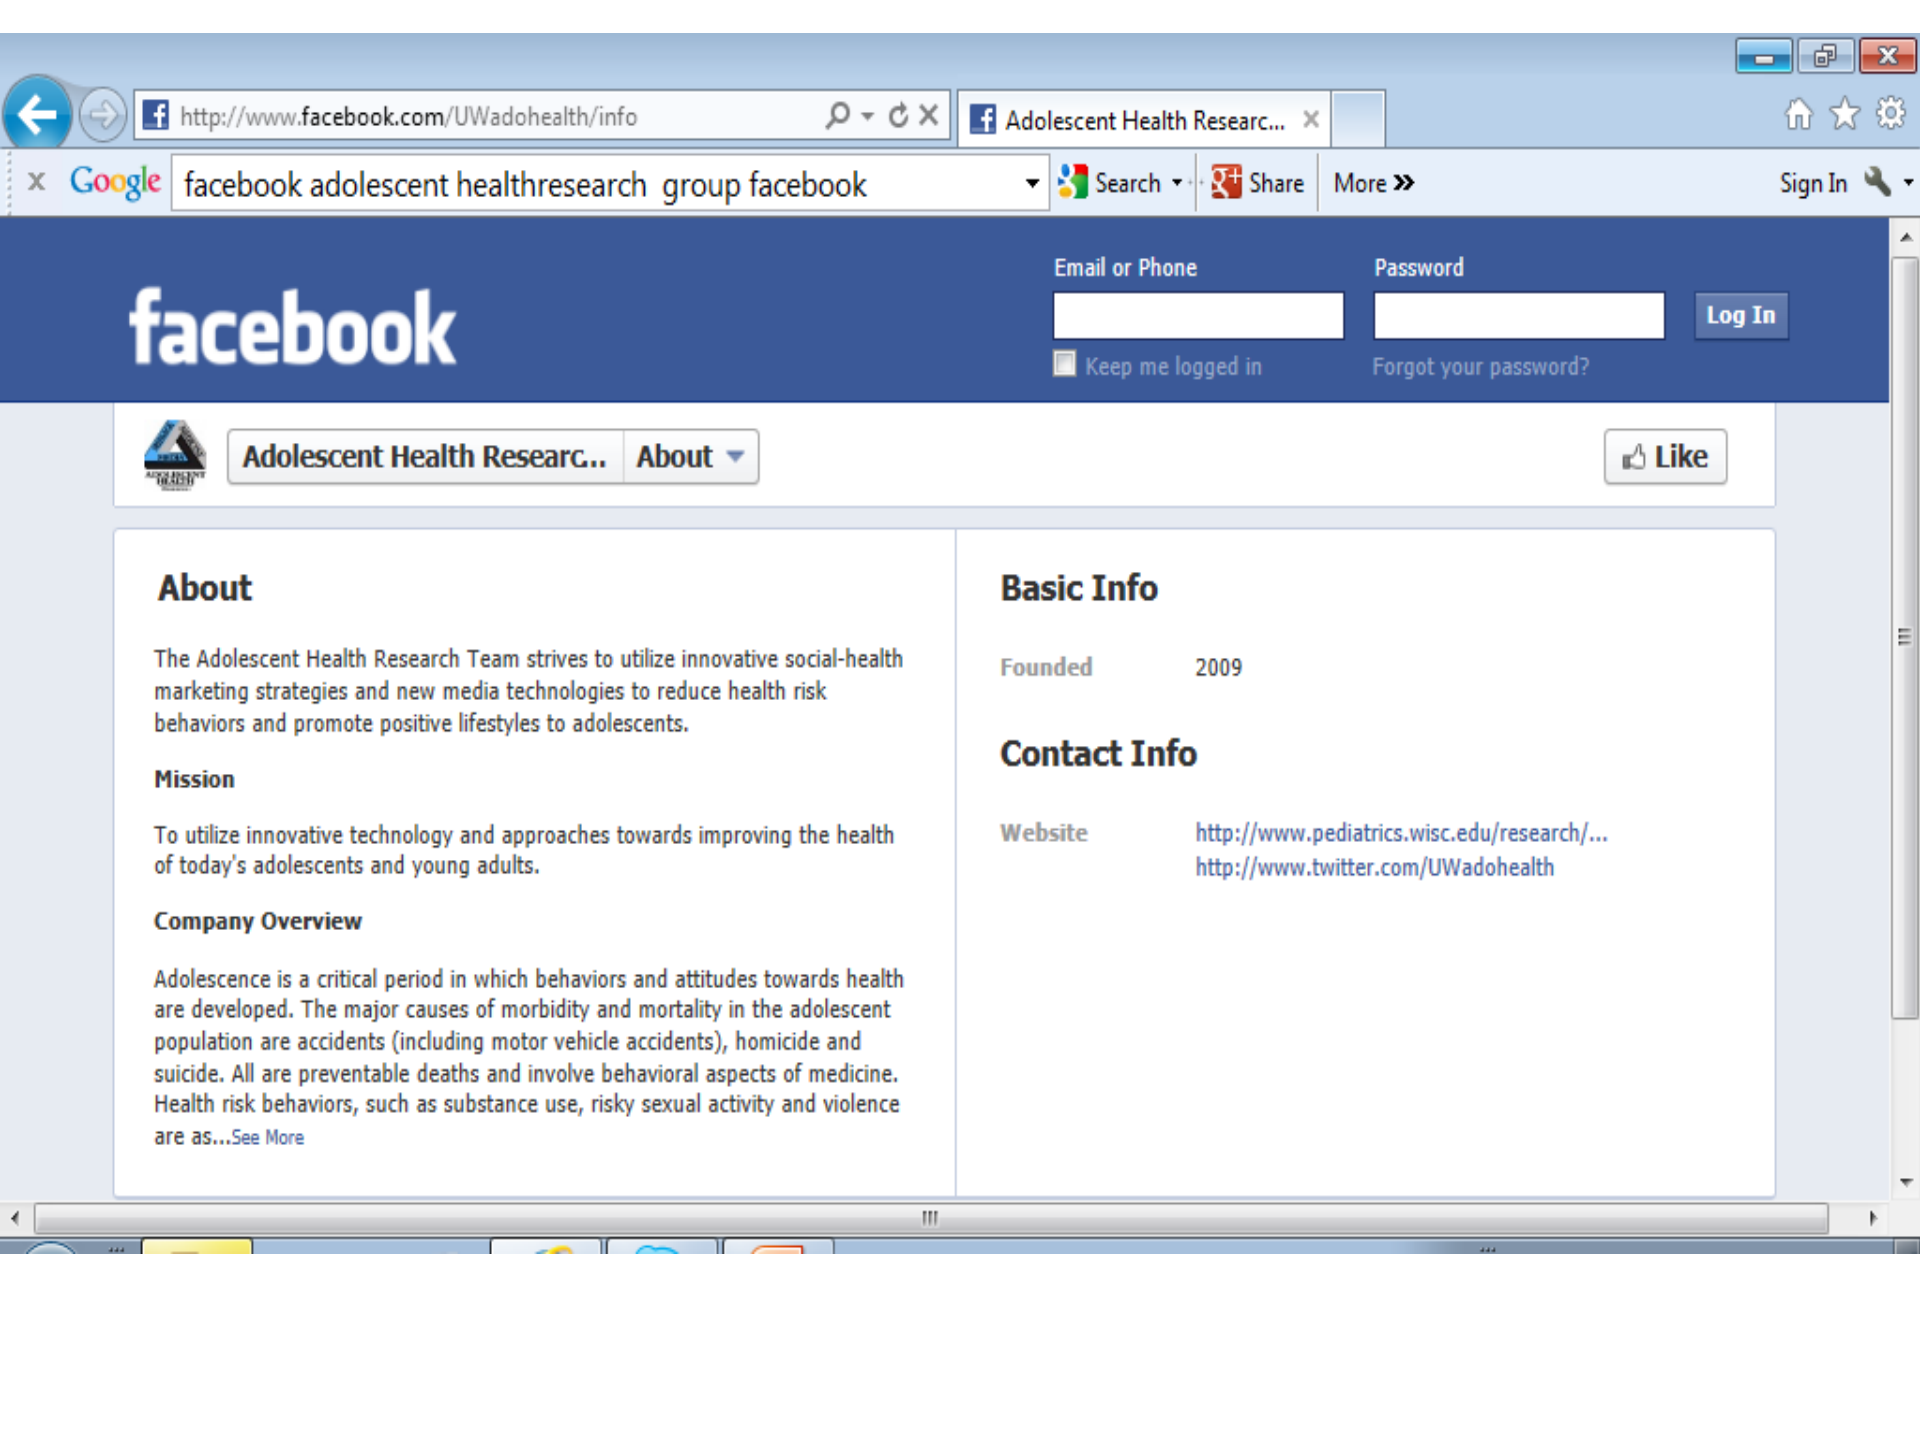 http://www.facebook.com/UWadohealth/info
Adolescent Health Researc...
Google
facebook adolescent healthresearch  group facebook
Search
Share
More
Sign In
facebook
Email or Phone
Password
Log In
Keep me logged in
Forgot your password?
ADOLESCENT
HEALTH
Adolescent Health Researc...
About
Like
About
The Adolescent Health Research Team strives to utilize innovative social-health
marketing strategies and new media technologies to reduce health risk
behaviors and promote positive lifestyles to adolescents.
Mission
To utilize innovative technology and approaches towards improving the health
of today's adolescents and young adults.
Company Overview
Adolescence is a critical period in which behaviors and attitudes towards health
are developed. The major causes of morbidity and mortality in the adolescent
population are accidents (including motor vehicle accidents), homicide and
suicide. All are preventable deaths and involve behavioral aspects of medicine.
Health risk behaviors, such as substance use, risky sexual activity and violence
are as...See More
Basic Info
Founded 2009
Contact Info
Website http://www.pediatrics.wisc.edu/research/...
http://www.twitter.com/UWadohealth